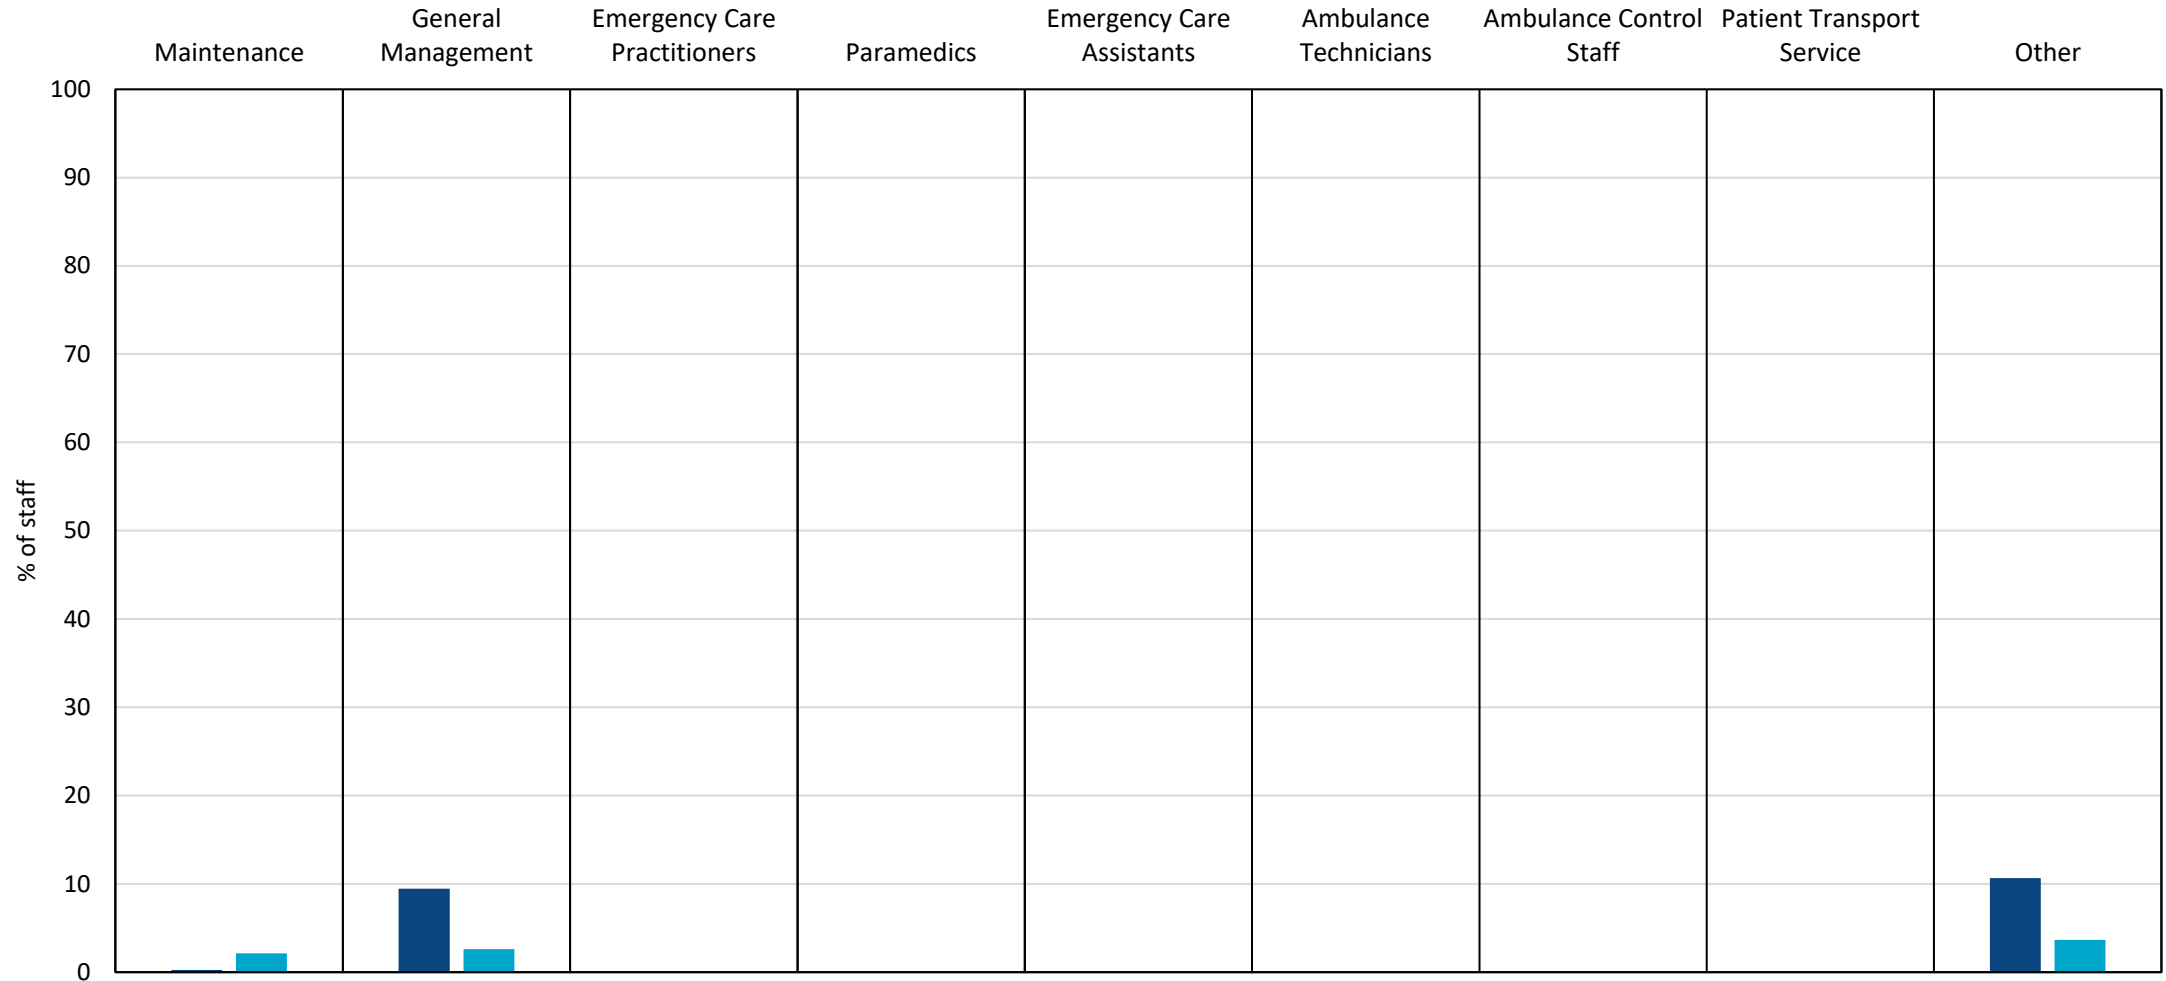 Maintenance
General
Management
Emergency Care
Practitioners
Paramedics
Emergency Care
Assistants
Ambulance
Technicians
Ambulance Control
Staff
Patient Transport
Service
Other
% of staff
100
90
80
70
60
50
40
30
20
10
0